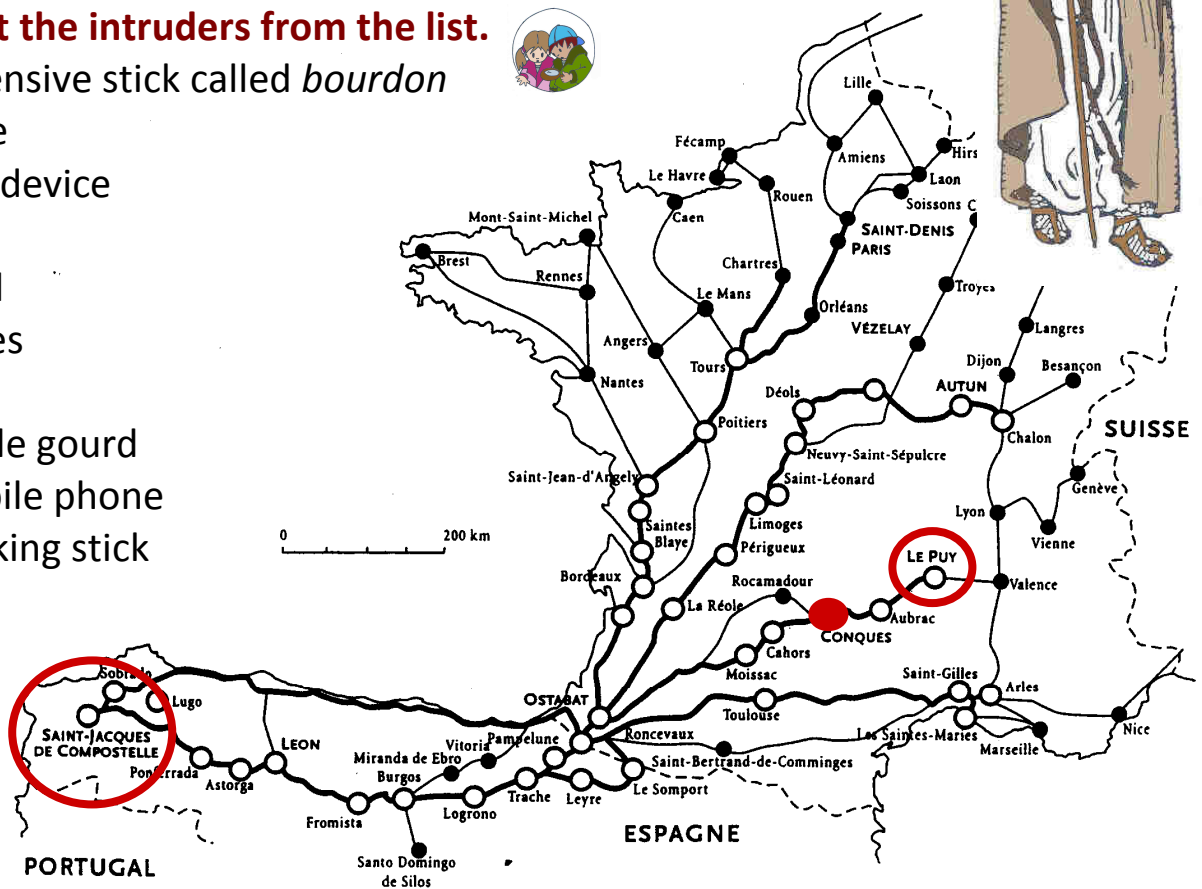 t the intruders from the list.
ensive stick called bourdon
e
device
l
es
le gourd
bile phone
king stick
Lille
Fécamp
Amiens
Hirs
Le Havre
Laon
Rouen
Soissons
C
Caen
Mont-Saint-Michel
SAINT-DENIS
PARIS
Brest
Rennes
Chartres
Troyes
Le Mans
Orléans
VÉZELAY
Langres
Angers
Tours
Dijon
Besançon
Nantes
Déols
AUTUN
Poitiers
Chalon
SUISSE
Neuvy-Saint-Sépulcre
Saint-Jean-d'Angely
Saint-Léonard
Genève
Saintes
Limoges
Lyon
0 200 km
Blaye
Vienne
Périgueux
LE PUY
Bordeaux
Rocamadour
Valence
La Réole
Aubrac
CONQUES
Cahors
Moissac
Sobrado
Saint-Gilles
Arles
Lugo
OSTABAT
Toulouse
SAINT-JACQUES
DE COMPOSTELLE
LEON
Pampelune
Roncevaux
Les Saintes-Maries
Marseille
Nice
Vitoria
Miranda de Ebro
Saint-Bertrand-de-Comminges
Ponferrada
Burgos
Astorga
Trache
Leyre
Le Somport
Logrono
Fromista
ESPAGNE
PORTUGAL
Santo Domingo
de Silos